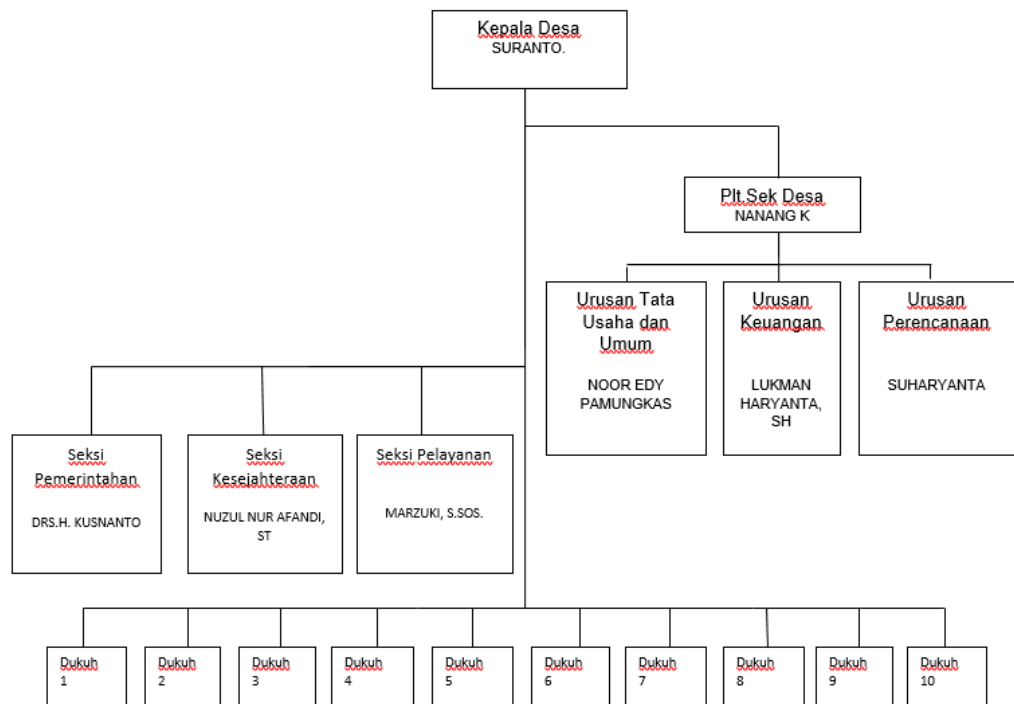 Kepala Desa
SURANTO.
Plt.Sek Desa
NANANG K
Urusan Tata
Usaha dan
Umum
NOOR EDY
PAMUNGKAS
Urusan
Keuangan
LUKMAN
HARYANTA,
SH
Urusan
Perencanaan
SUHARYANTA
Seksi
Pemerintahan
DRS.H. KUSNANTO
Seksi
Kesejahteraan
NUZUL NUR AFANDI,
ST
Seksi Pelayanan
MARZUKI, S.SOS.
Dukuh
1
Dukuh
2
Dukuh
3
Dukuh
4
Dukuh
5
Dukuh
6
Dukuh
7
Dukuh
8
Dukuh
9
Dukuh
10